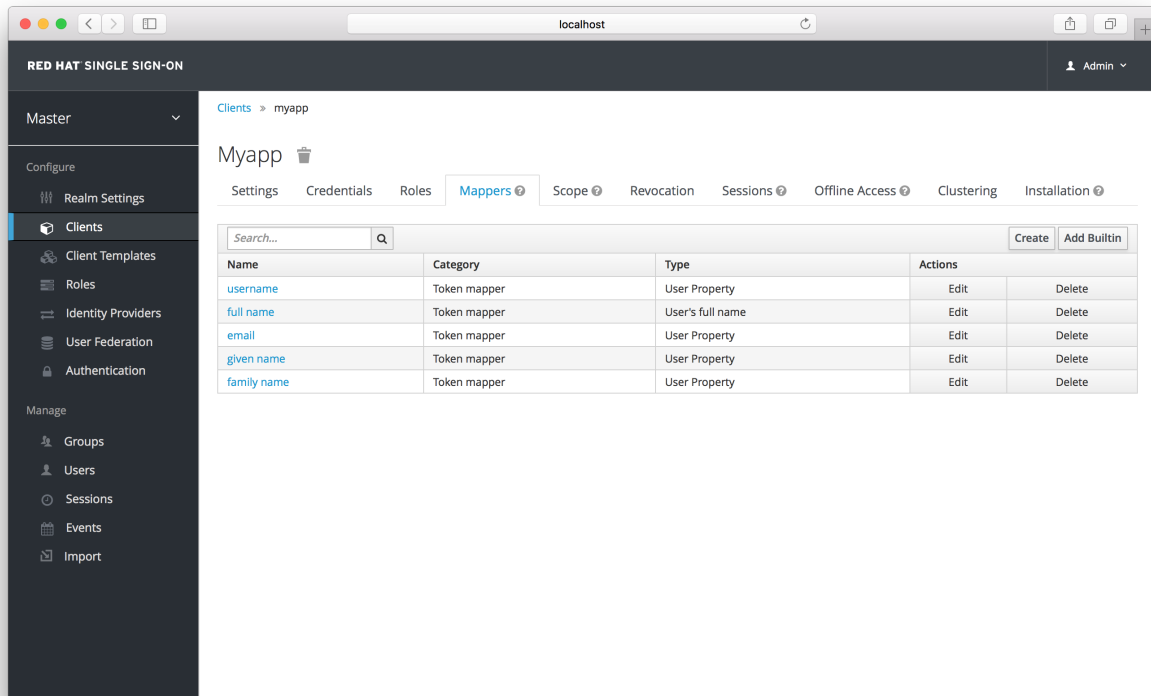 localhost
RED HAT SINGLE SIGN-ON
Admin
Master
Configure
Realm Settings
Clients
Client Templates
Roles
Identity Providers
User Federation
Authentication
Manage
Groups
Users
Sessions
Events
Import
Clients » myapp
Myapp
Settings Credentials Roles Mappers ? Scope ? Revocation Sessions ? Offline Access ? Clustering Installation ?
Search... Create Add Builtin
Name Category Type Actions
username Token mapper User Property Edit Delete
full name Token mapper User's full name Edit Delete
email Token mapper User Property Edit Delete
given name Token mapper User Property Edit Delete
family name Token mapper User Property Edit Delete